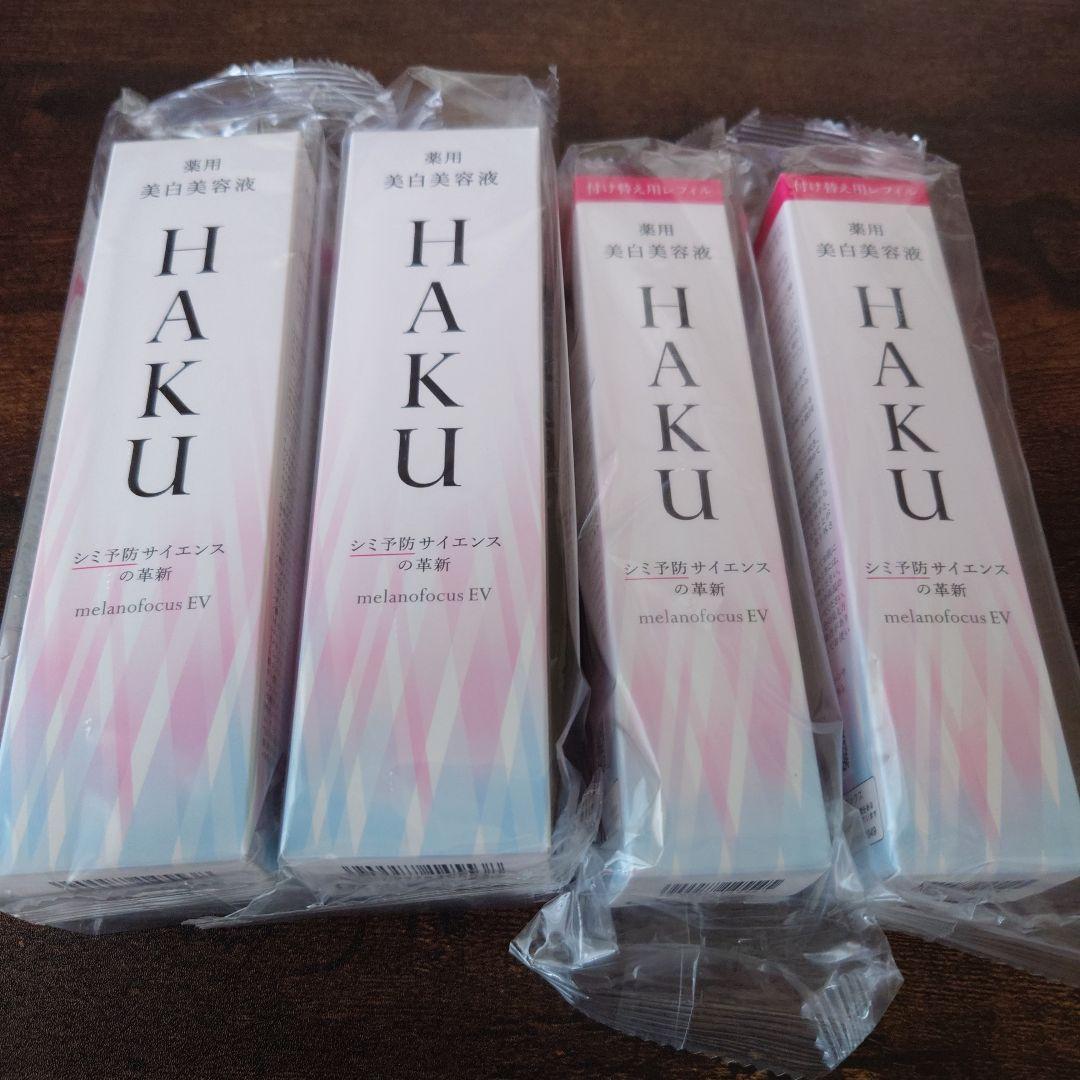 薬用
美白美容液
HAKU
シミ予防サイエンス
の革新
melanofocus EV
薬用
美白美容液
HAKU
シミ予防サイエンス
の革新
melanofocus EV
付け替え用レフィル
薬用
美白美容液
HAKU
シミ予防サイエンス
の革新
melanofocus EV
付け替え用レフィル
薬用
美白美容液
HAKU
シミ予防サイエンス
の革新
melanofocus EV